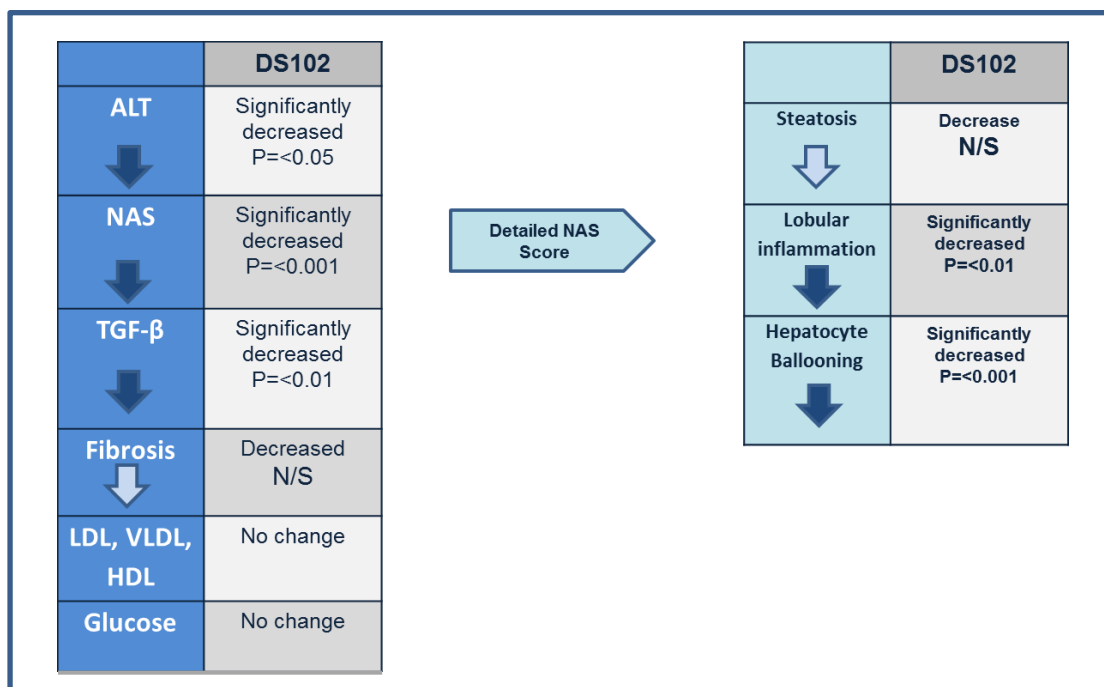 DS102
ALT
Significantly
decreased
P=<0.05
NAS
Significantly
decreased
P=<0.001
TGF-β
Significantly
decreased
P=<0.01
Fibrosis
Decreased
N/S
LDL, VLDL,
HDL
No change
Glucose
No change
Detailed NAS
Score
DS102
Steatosis
Decrease
N/S
Lobular
inflammation
Significantly
decreased
P=<0.01
Hepatocyte
Ballooning
Significantly
decreased
P=<0.001